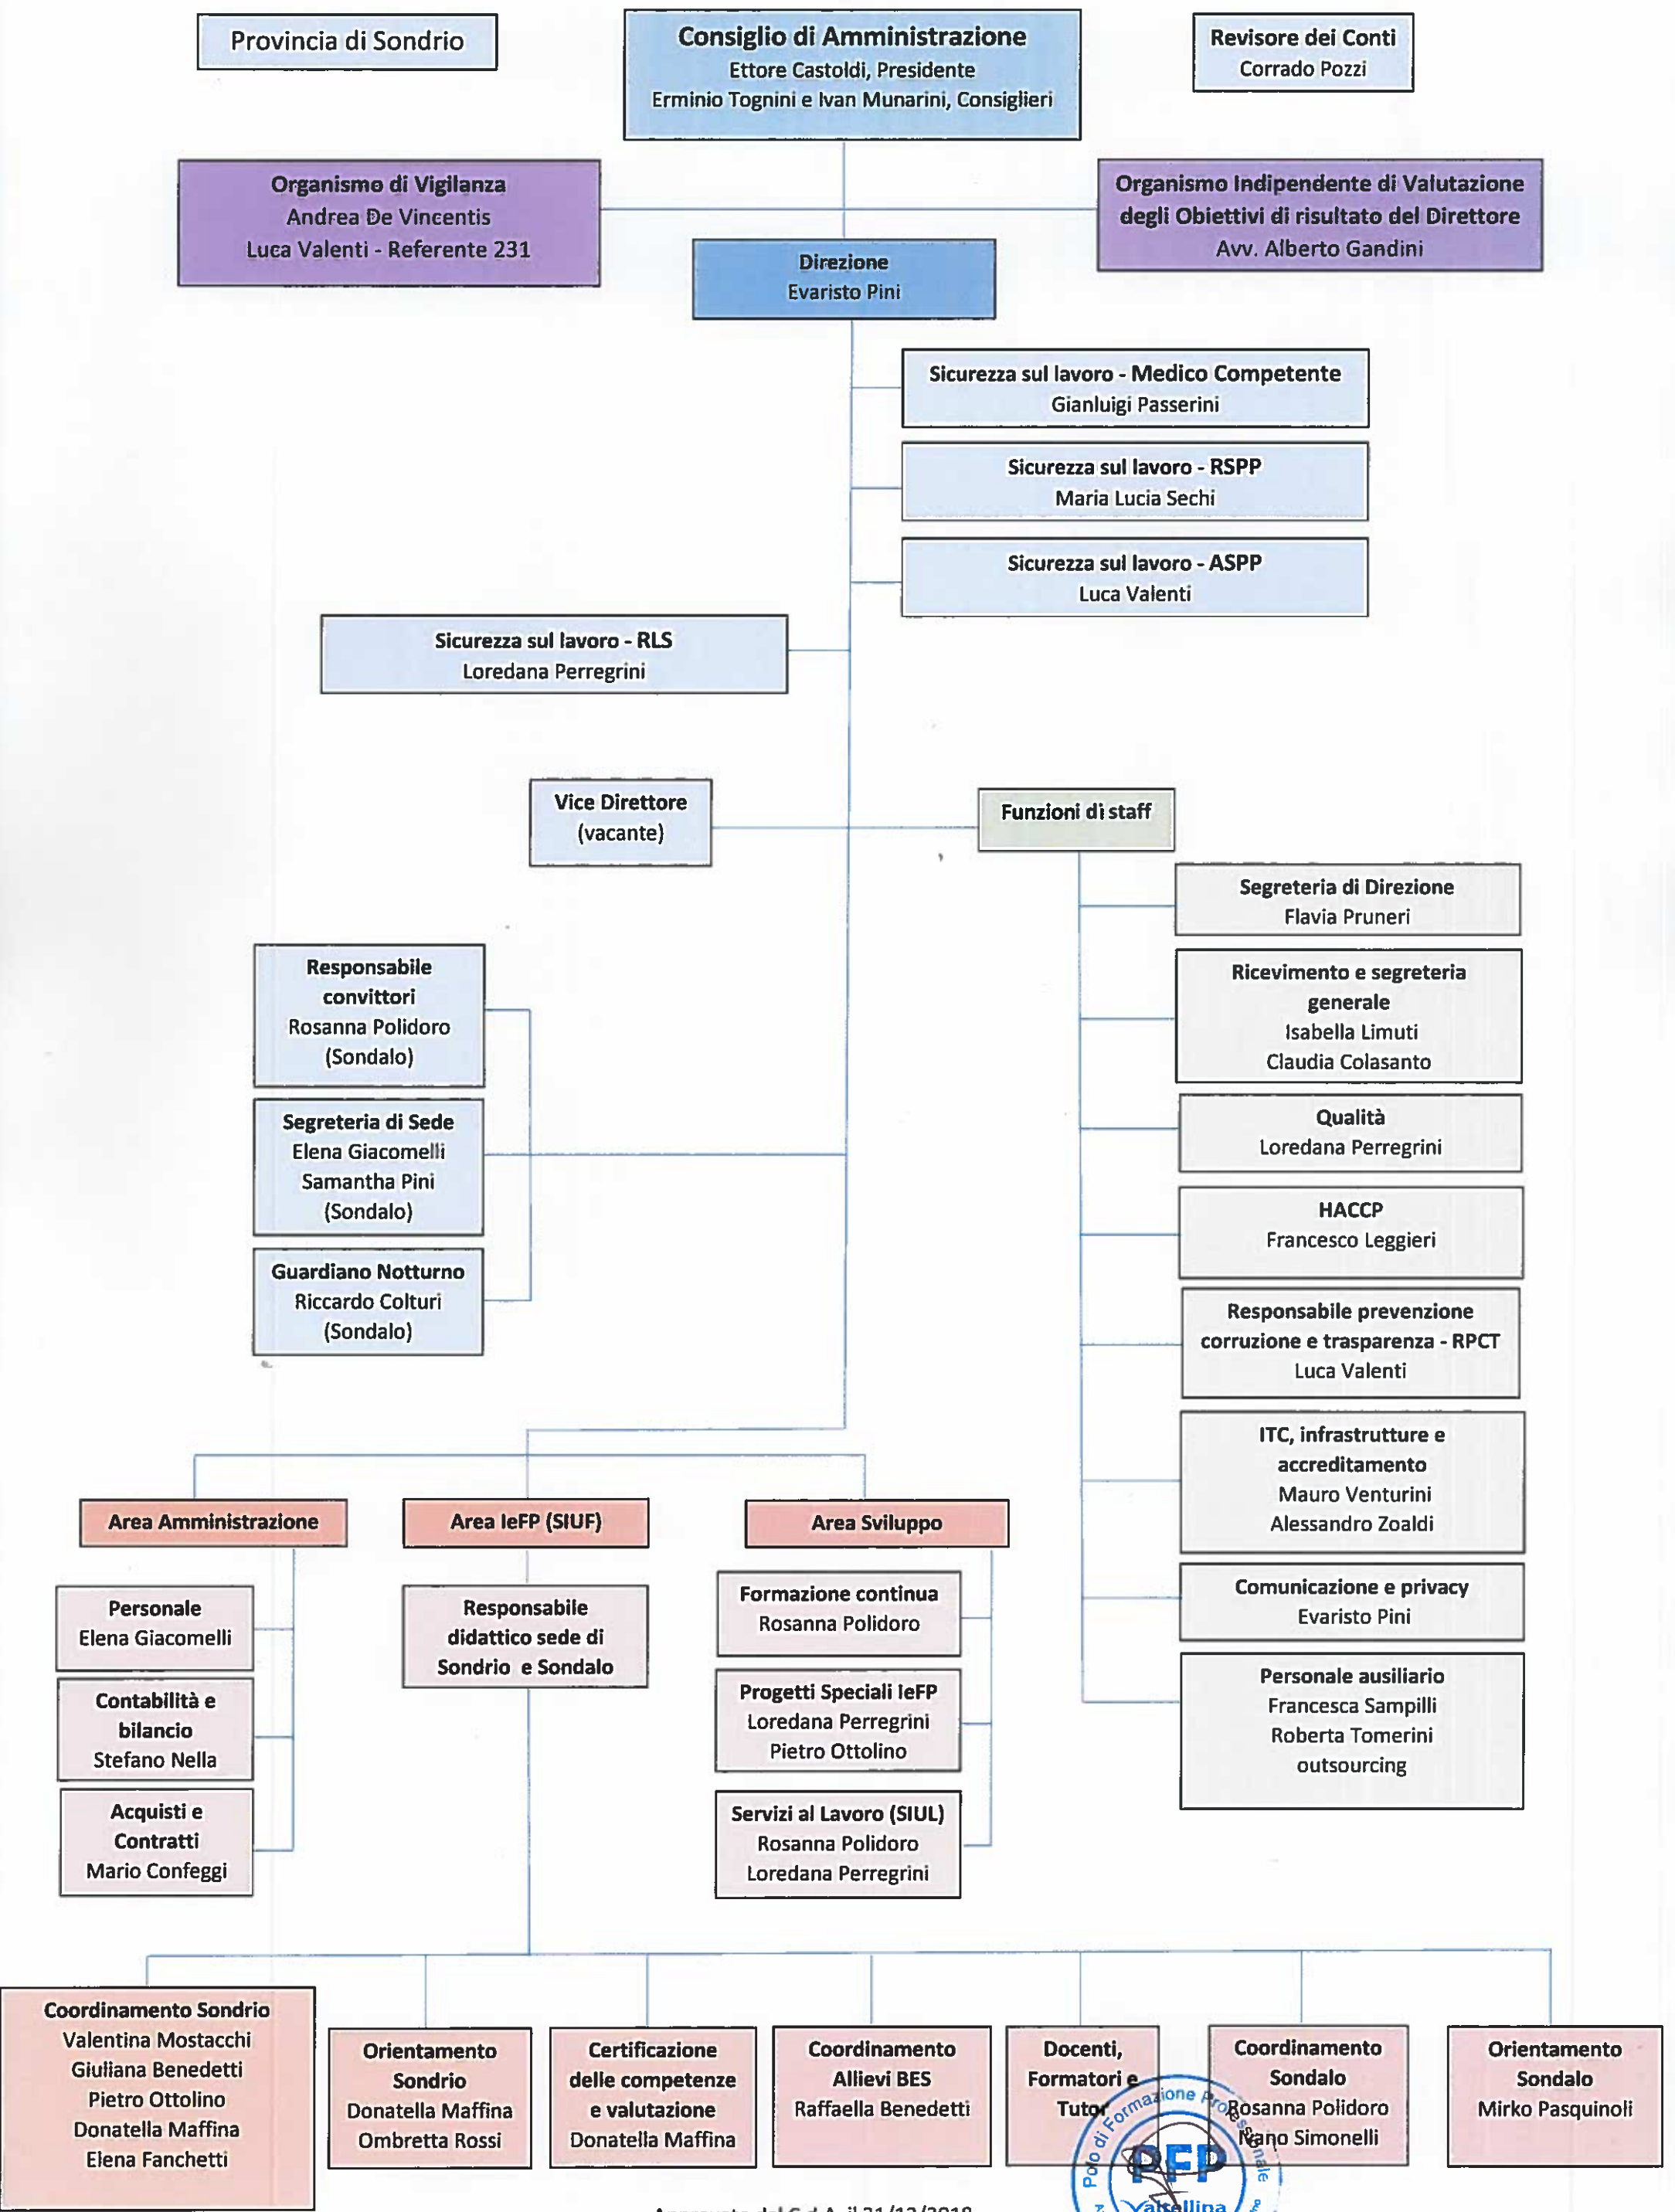 Provincia di Sondrio
Consiglio di Amministrazione
Ettore Castoldi, Presidente
Erminio Tognini e Ivan Munarini, Consiglieri
Revisore dei Conti
Corrado Pozzi
Organismo di Vigilanza
Andrea De Vincentis
Luca Valenti - Referente 231
Organismo Indipendente di Valutazione
degli Obiettivi di risultato del Direttore
Avv. Alberto Gandini
Direzione
Evaristo Pini
Sicurezza sul lavoro - Medico Competente
Gianluigi Passerini
Sicurezza sul lavoro - RSPP
Maria Lucia Sechi
Sicurezza sul lavoro - ASPP
Luca Valenti
Sicurezza sul lavoro - RLS
Loredana Perregrini
Vice Direttore
(vacante)
Funzioni di staff
Segreteria di Direzione
Flavia Pruneri
Ricevimento e segreteria
generale
Isabella Limuti
Claudia Colasanto
Qualità
Loredana Perregrini
HACCP
Francesco Leggieri
Responsabile prevenzione
corruzione e trasparenza - RPCT
Luca Valenti
ITC, infrastrutture e
accreditamento
Mauro Venturini
Alessandro Zoaldi
Comunicazione e privacy
Evaristo Pini
Personale ausiliario
Francesca Sampilli
Roberta Tomerini
outsourcing
Responsabile
convittori
Rosanna Polidoro
(Sondalo)
Segreteria di Sede
Elena Giacomelli
Samantha Pini
(Sondalo)
Guardiano Notturno
Riccardo Colturi
(Sondalo)
Area Amministrazione
Personale
Elena Giacomelli
Contabilità e
bilancio
Stefano Nella
Acquisti e
Contratti
Mario Confeggi
Area IeFP (SIUF)
Responsabile
didattico sede di
Sondrio e Sondalo
Area Sviluppo
Formazione continua
Rosanna Polidoro
Progetti Speciali IeFP
Loredana Perregrini
Pietro Ottolino
Servizi al Lavoro (SIUL)
Rosanna Polidoro
Loredana Perregrini
Coordinamento Sondrio
Valentina Mostacchi
Giuliana Benedetti
Pietro Ottolino
Donatella Maffina
Elena Fanchetti
Orientamento
Sondrio
Donatella Maffina
Ombretta Rossi
Certificazione
delle competenze
e valutazione
Donatella Maffina
Coordinamento
Allievi BES
Raffaella Benedetti
Docenti,
Formatori e
Tutor
Coordinamento
Sondalo
Rosanna Polidoro
Ivano Simonelli
Orientamento
Sondalo
Mirko Pasquinoli
Polo di Formazione Professionale
PFP
Valtellina